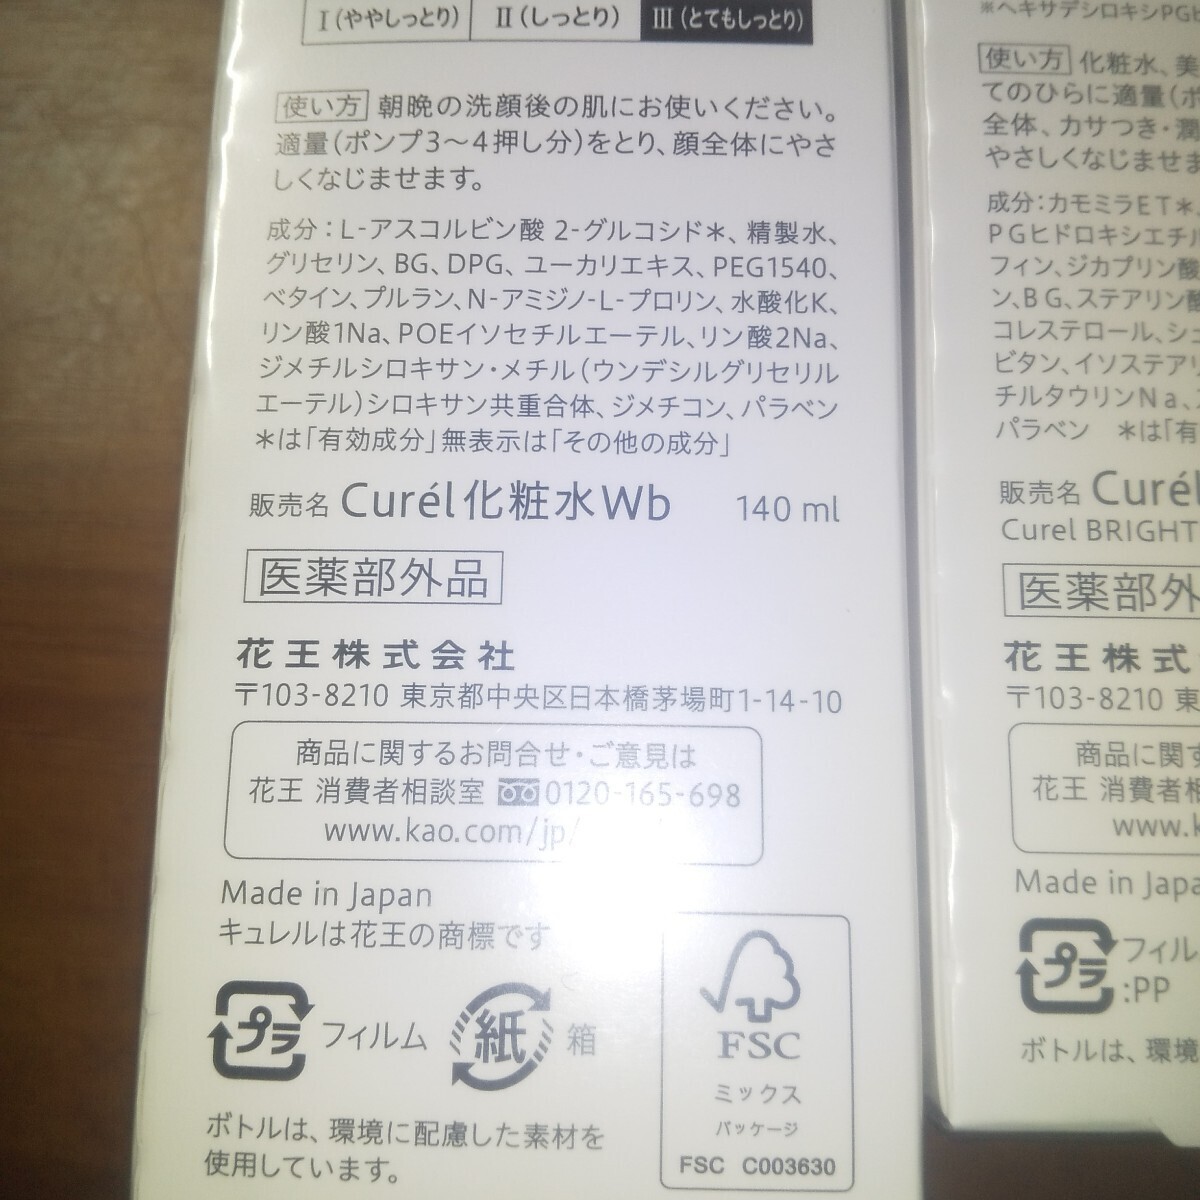 Ⅰ(ややしっとり) Ⅱ(しっとり) Ⅲ(とてもしっとり)
使い方 朝晩の洗顔後の肌にお使いください。
適量(ポンプ3～4押し分)をとり、顔全体にやさ
しくなじませます。
成分：L-アスコルビン酸 2-グルコシド＊、精製水、
グリセリン、BG、DPG、ユーカリエキス、PEG1540、
ベタイン、プルラン、N-アミジノ-L-プロリン、水酸化K、
リン酸1Na、POEイソセチルエーテル、リン酸2Na、
ジメチルシロキサン・メチル(ウンデシルグリセリル
エーテル)シロキサン共重合体、ジメチコン、パラベン
＊は「有効成分」無表示は「その他の成分」
販売名 Curél化粧水Wb 140 ml
医薬部外品
花王株式会社
〒103-8210 東京都中央区日本橋茅場町1-14-10
商品に関するお問合せ・ご意見は
花王 消費者相談室 0120-165-698
www.kao.com/jp/
Made in Japan
キュレルは花王の商標です
プラ フィルム 紙 箱
ボトルは、環境に配慮した素材を
使用しています。
FSC
ミックス
パッケージ
FSC C003630
※ヘキサデシロキシPG
使い方 化粧水、美
てのひらに適量(ポ
全体、カサつき・潤
やさしくなじませま
成分：カモミラET＊
PGヒドロキシエチル
フィン、ジカプリン酸
ン、BG、ステアリン酸
コレステロール、シ
ビタン、イソステアリ
チルタウリンNa、
パラベン ＊は「有
販売名 Curél
Curel BRIGHT
医薬部外
花王株式
〒103-8210 東
商品に関す
花王 消費者相
www.k
Made in Japa
プラ フィル
:PP
ボトルは、環境